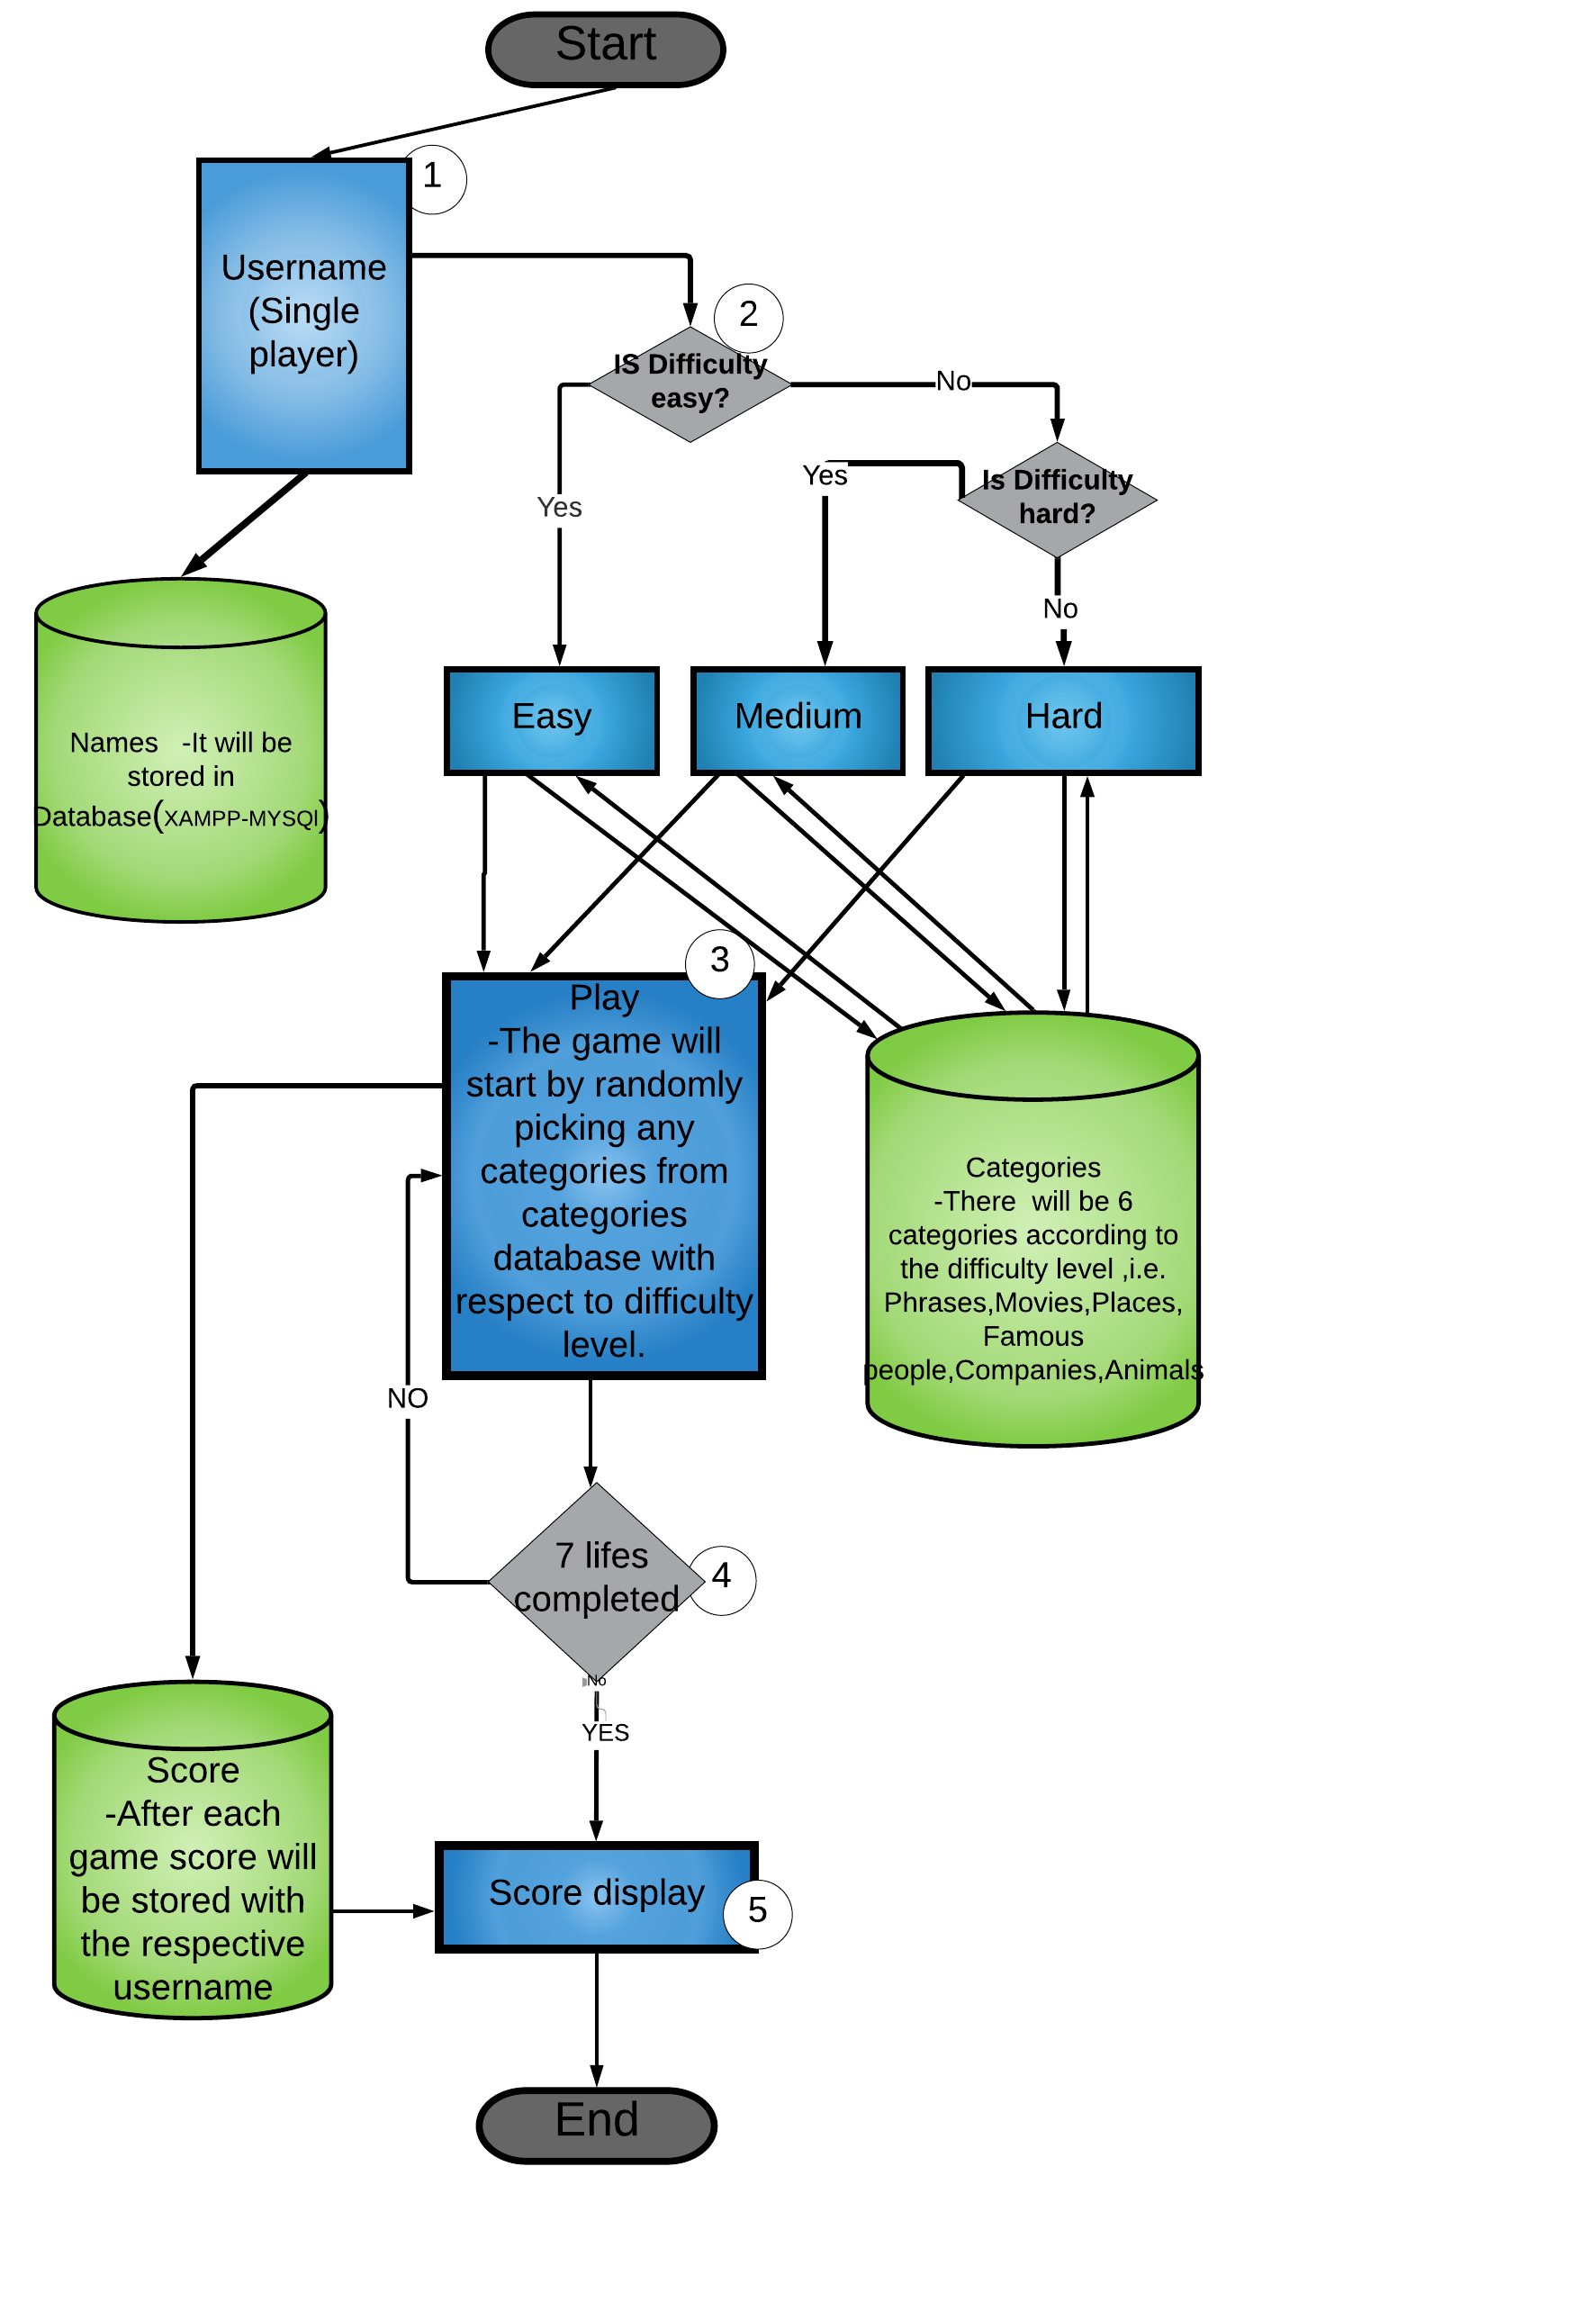 Start
1
Username
(Single
player)
2
IS Difficulty
easy?
No
Yes
Is Difficulty
hard?
Yes
No
Easy
Medium
Hard
Names   -It will be
stored in
Database(XAMPP-MYSQl)
3
Play
-The game will
start by randomly
picking any
categories from
categories
database with
respect to difficulty
level.
Categories
-There  will be 6
categories according to
the difficulty level ,i.e.
Phrases,Movies,Places,
Famous
people,Companies,Animals
NO
7 lifes
completed
4
No
YES
Score
-After each
game score will
be stored with
the respective
username
Score display
5
End